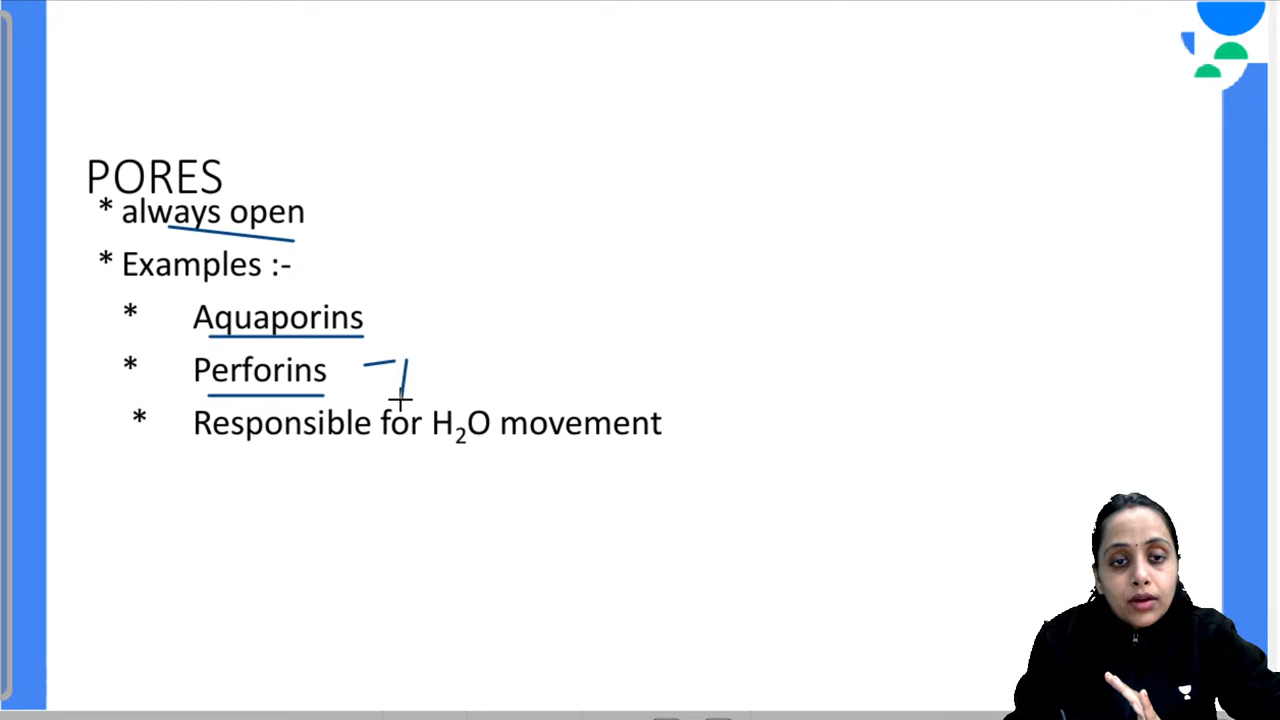 PORES
* always open
* Examples :-
* Aquaporins
* Perforins
* Responsible for H₂O movement